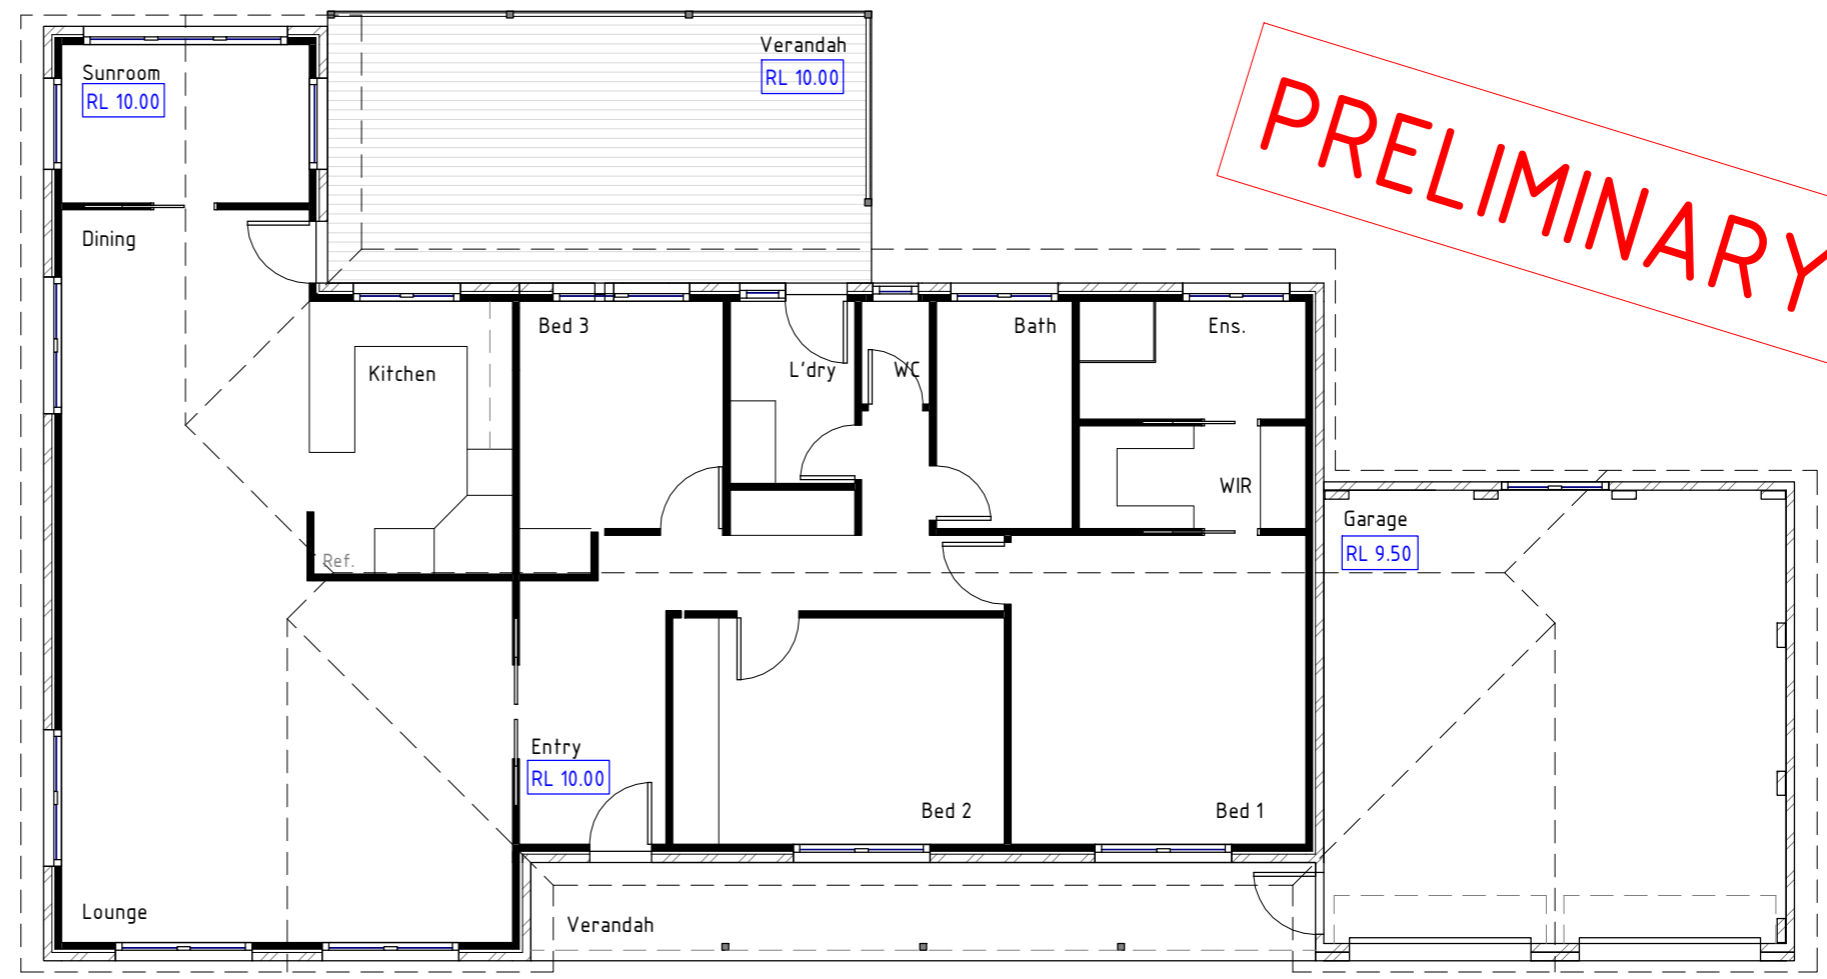 Verandah
RL 10.00
Sunroom
RL 10.00
PRELIMINARY
Dining
Bed 3
Bath
Ens.
Kitchen
L'dry
WC
WIR
Garage
RL 9.50
Ref.
Entry
RL 10.00
Bed 2
Bed 1
Lounge
Verandah